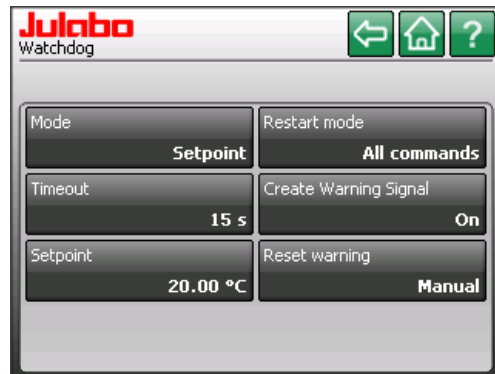 Julabo
Watchdog
?
Mode
Setpoint
Restart mode
All commands
Timeout
15 s
Create Warning Signal
On
Setpoint
20.00 °C
Reset warning
Manual